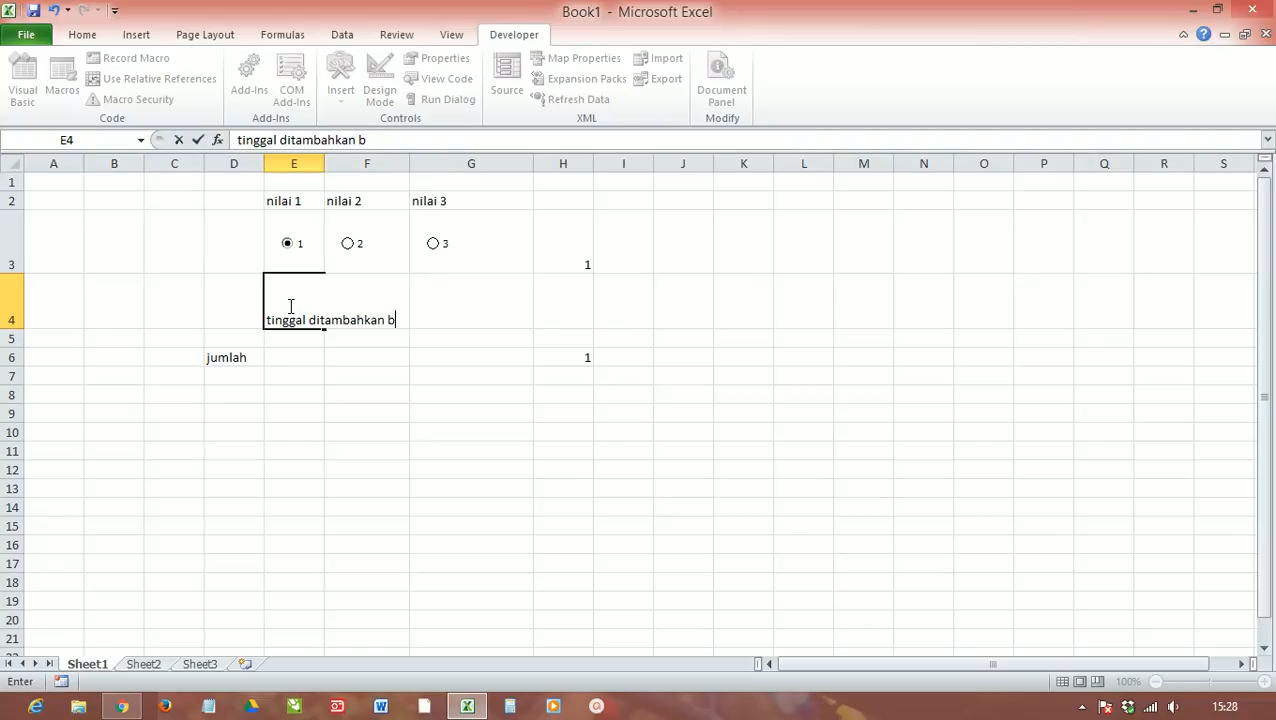 Book1 - Microsoft Excel
File Home Insert Page Layout Formulas Data Review View Developer
Visual Basic
Macros
Record Macro
Use Relative References
Macro Security
Code
Add-Ins
COM Add-Ins
Add-Ins
Insert
Design Mode
Properties
View Code
Run Dialog
Controls
Source
Map Properties
Expansion Packs
Refresh Data
Import
Export
XML
Document Panel
Modify
E4 fx tinggal ditambahkan b
A B C D E F G H I J K L M N O P Q R S
1
2 nilai 1 nilai 2 nilai 3
3 1 2 3 1
4 tinggal ditambahkan b
5
6 jumlah 1
7
8
9
10
11
12
13
14
15
16
17
18
19
20
21
Sheet1 Sheet2 Sheet3
Enter 100%
15:28